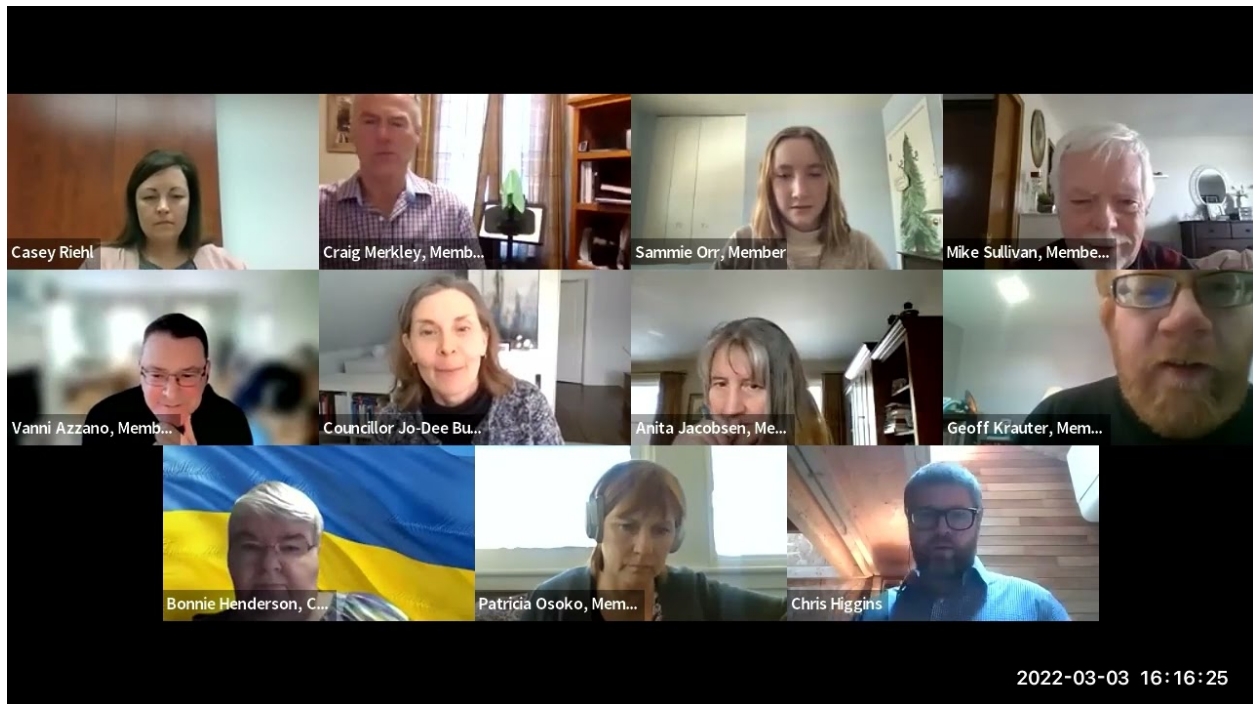 Casey Riehl
Craig Merkley, Memb...
Sammie Orr, Member
Mike Sullivan, Membe...
Vanni Azzano, Memb...
Councillor Jo-Dee Bu...
Anita Jacobsen, Me...
Geoff Krauter, Mem...
Bonnie Henderson, C...
Patricia Osoko, Mem...
Chris Higgins
2022-03-03 16:16:25